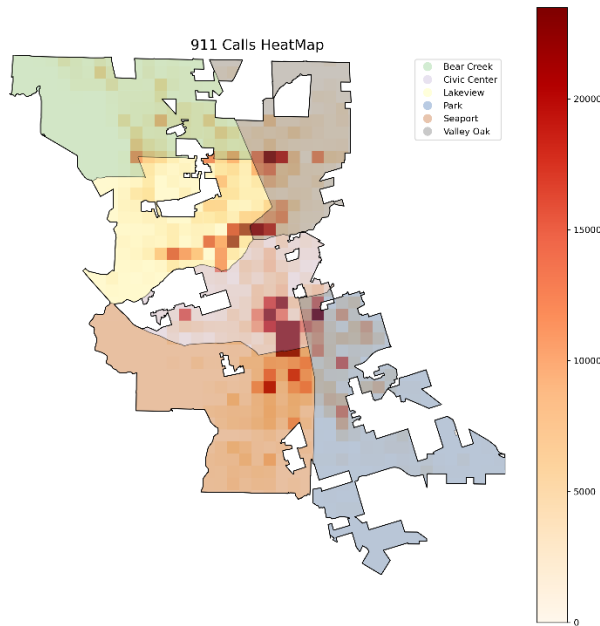 911 Calls HeatMap
Bear Creek
Civic Center
Lakeview
Park
Seaport
Valley Oak
20000
15000
10000
5000
0